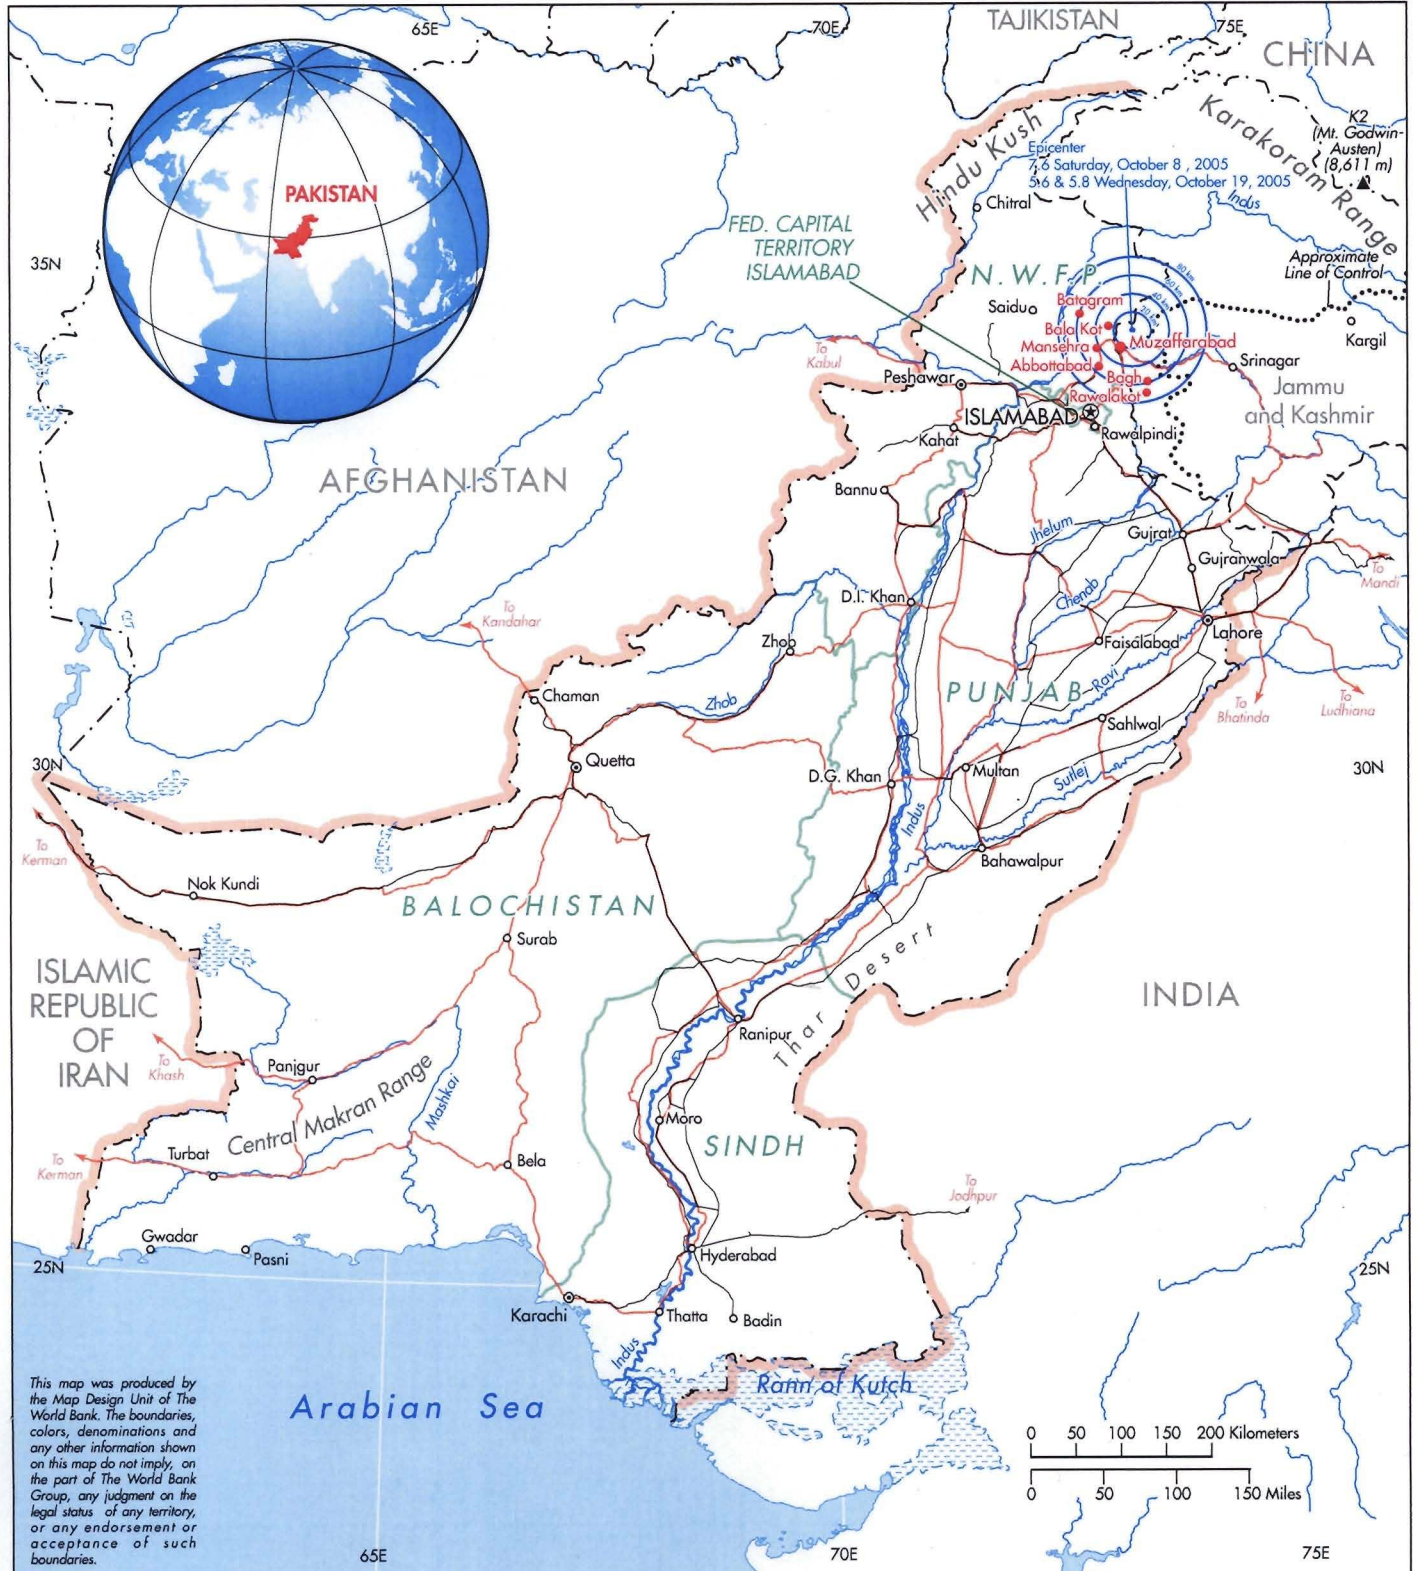 65E
70E
TAJIKISTAN
75E
CHINA
PAKISTAN
Hindu Kush
Karakoram Range
K2
(Mt. Godwin-
Austen)
(8,611 m)
Epicenter
7.6 Saturday, October 8 , 2005
5.6 & 5.8 Wednesday, October 19, 2005
Indus
Chitral
FED. CAPITAL
TERRITORY
ISLAMABAD
35N
N.W.F.P
Approximate
Line of Control
80 km
60 km
40 km
20 km
Batagram
Saidu
Bala Kot
Mansehra
Muzaffarabad
Abbottabad
Bagh
Rawalakot
Kargil
Srinagar
Jammu
and Kashmir
To
Kabul
Peshawar
ISLAMABAD
Rawalpindi
Kahat
AFGHANISTAN
Bannu
Jhelum
Gujrat
Gujranwala
To
Mandi
Chenab
D.I. Khan
To
Kandahar
Zhob
Faisalabad
Lahore
Ravi
PUNJAB
Chaman
Zhob
Sahlwal
To
Bhatinda
To
Ludhiana
30N
Quetta
D.G. Khan
Multan
Sutlej
30N
Indus
To
Kerman
Bahawalpur
Nok Kundi
BALOCHISTAN
Surab
Thar Desert
ISLAMIC
REPUBLIC
OF
IRAN
INDIA
Ranipur
To
Khash
Panjgur
Central Makran Range
Mashkai
Moro
SINDH
To
Kerman
Turbat
Bela
To
Jodhpur
Gwadar
Pasni
Hyderabad
25N
25N
Karachi
Thatta
Badin
Indus
Rann of Kutch
Arabian Sea
This map was produced by
the Map Design Unit of The
World Bank. The boundaries,
colors, denominations and
any other information shown
on this map do not imply, on
the part of The World Bank
Group, any judgment on the
legal status of any territory,
or any endorsement or
acceptance of such
boundaries.
0 50 100 150 200 Kilometers
0 50 100 150 Miles
65E
70E
75E